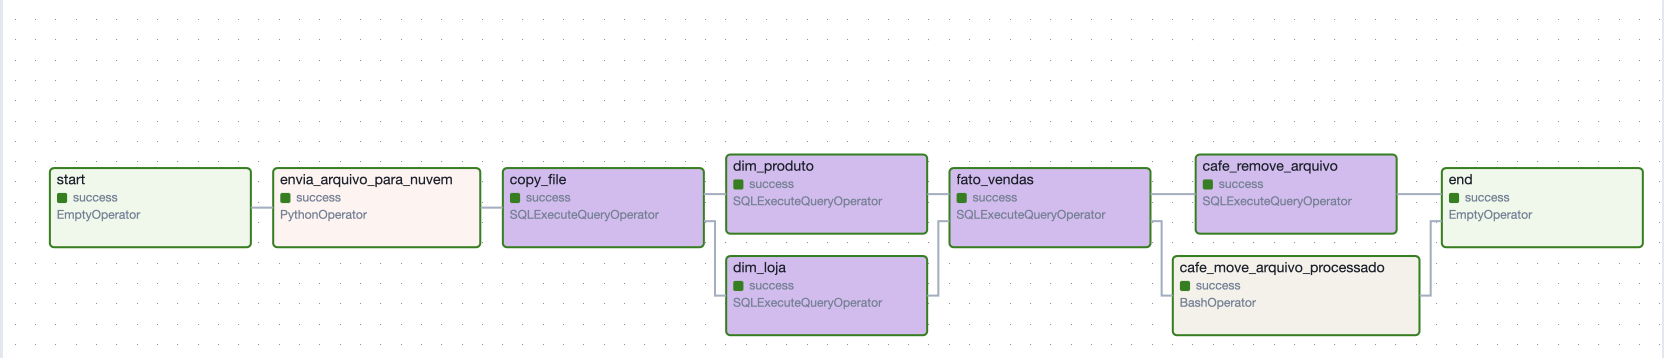 start
success
EmptyOperator
envia_arquivo_para_nuvem
success
PythonOperator
copy_file
success
SQLExecuteQueryOperator
dim_produto
success
SQLExecuteQueryOperator
dim_loja
success
SQLExecuteQueryOperator
fato_vendas
success
SQLExecuteQueryOperator
cafe_remove_arquivo
success
SQLExecuteQueryOperator
cafe_move_arquivo_processado
success
BashOperator
end
success
EmptyOperator